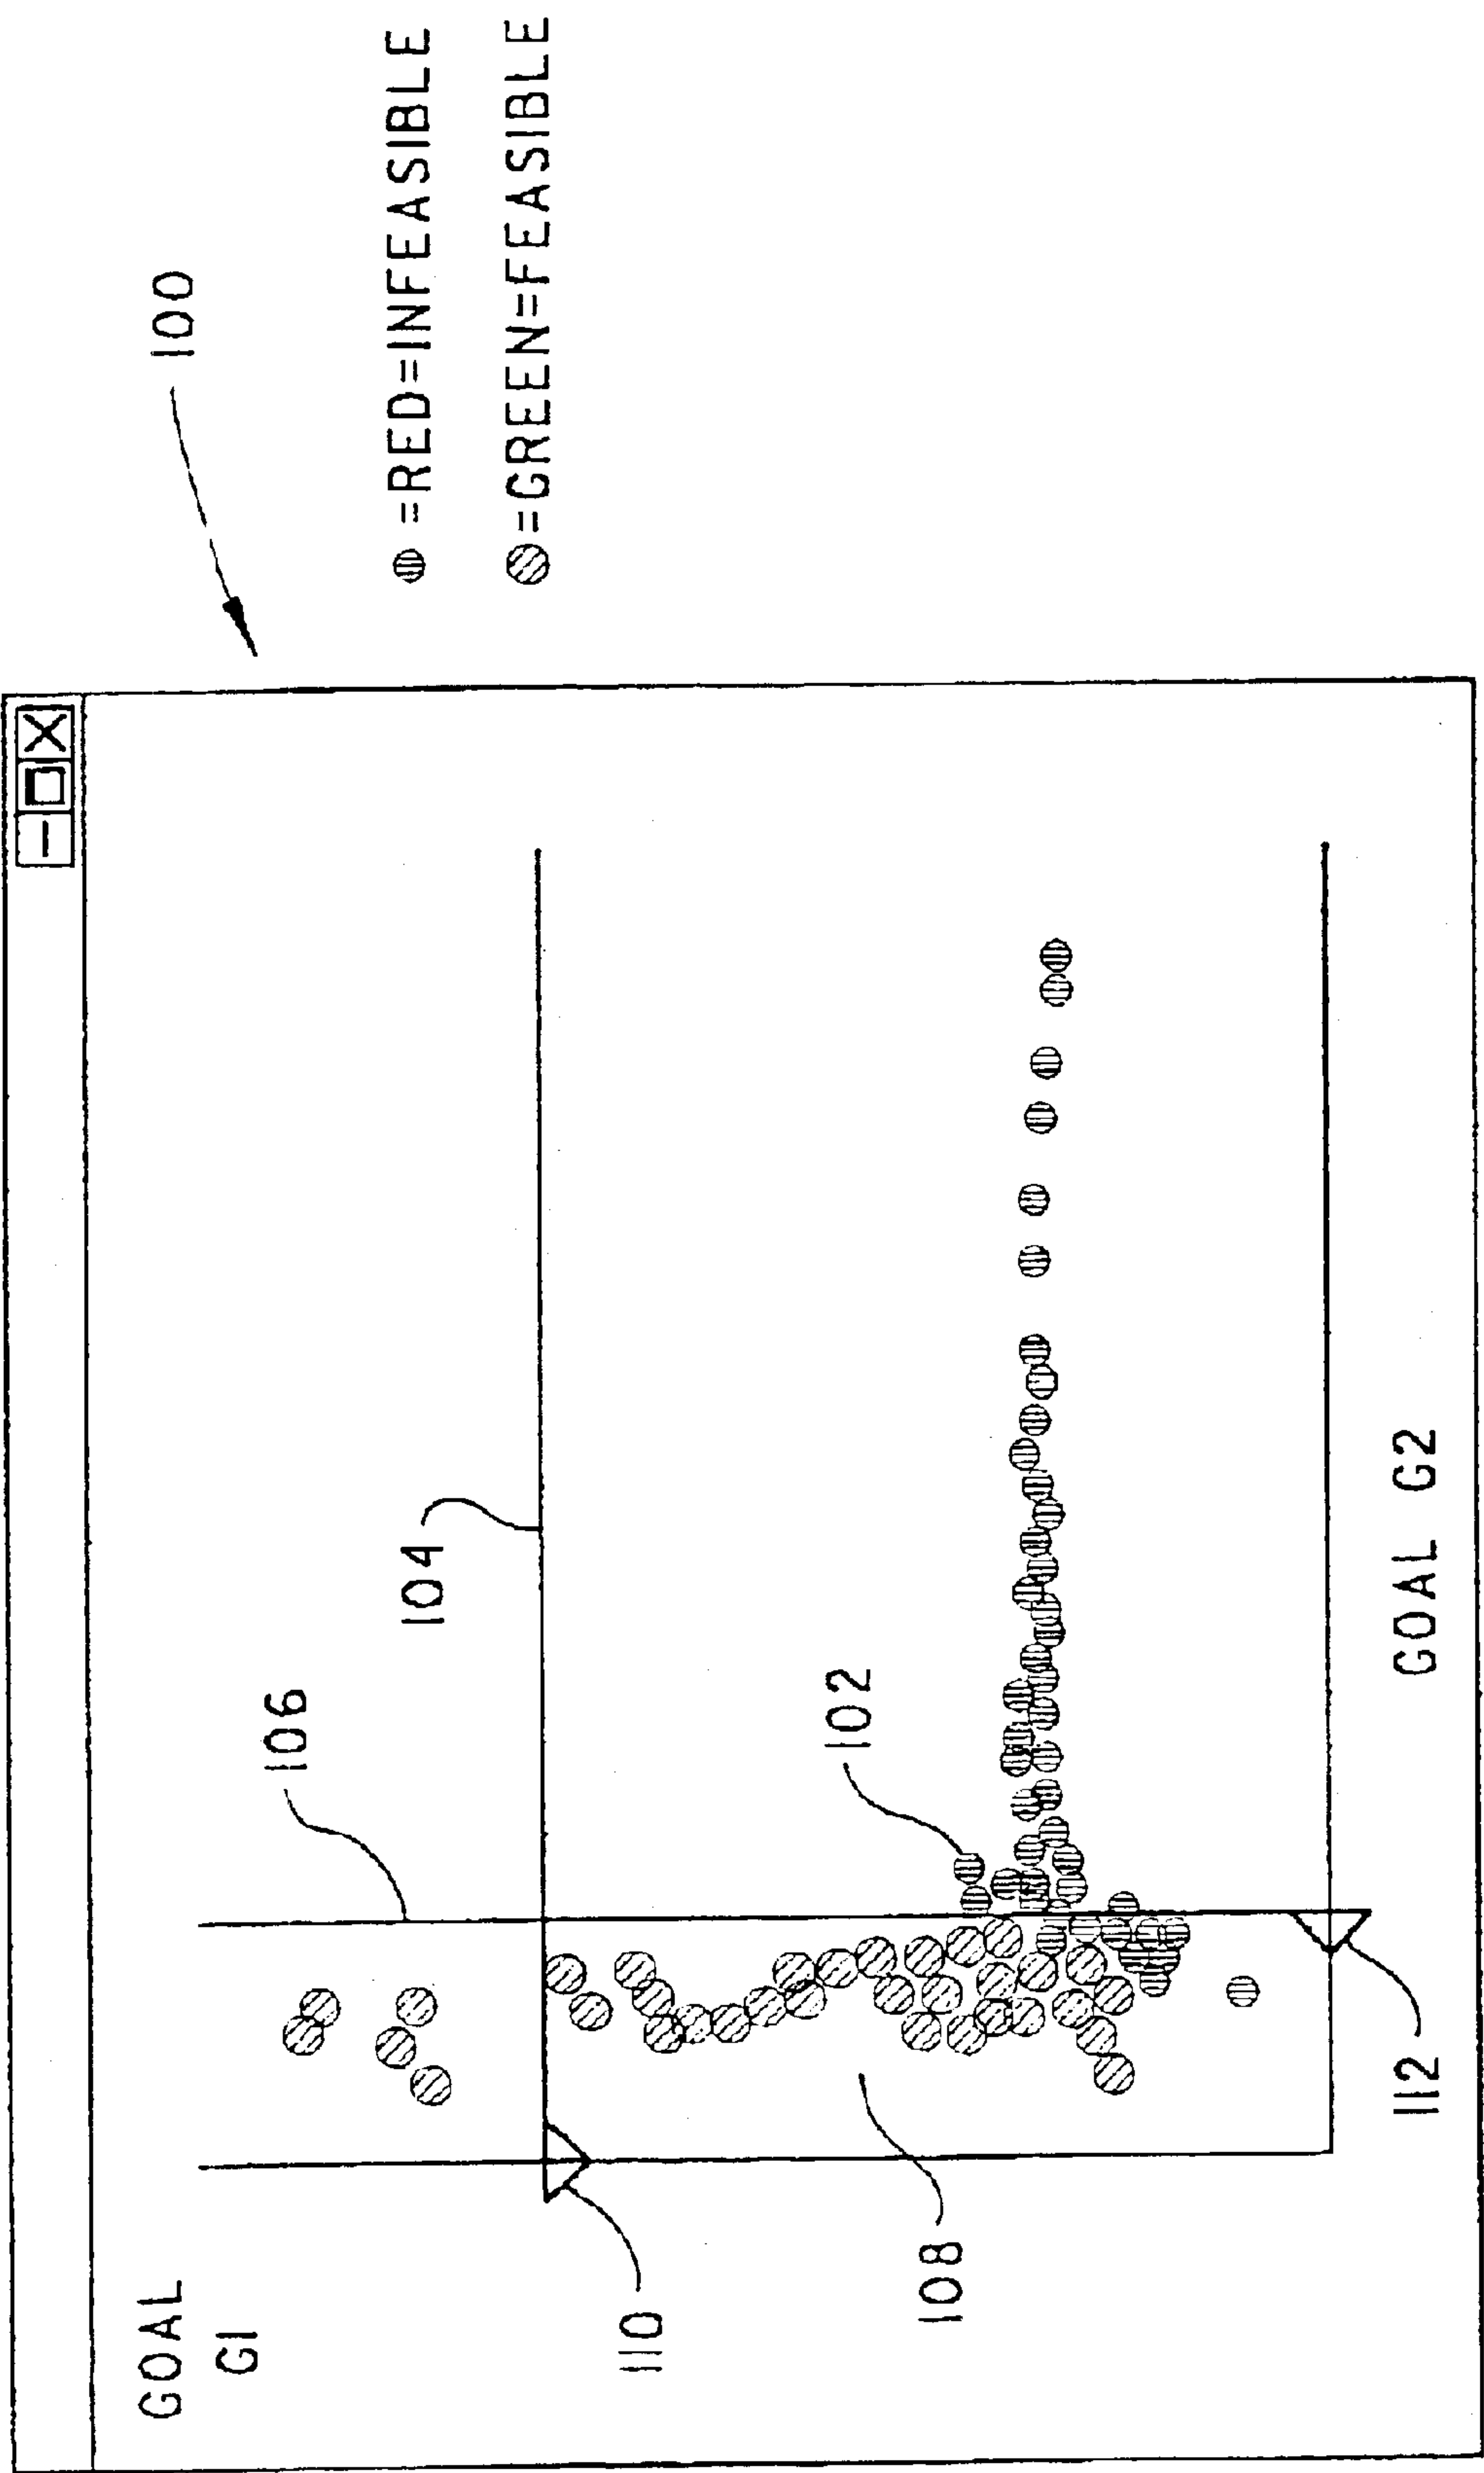 100
=RED=INFEASIBLE
=GREEN=FEASIBLE
GOAL
G1
106
104
102
110
108
112
GOAL G2